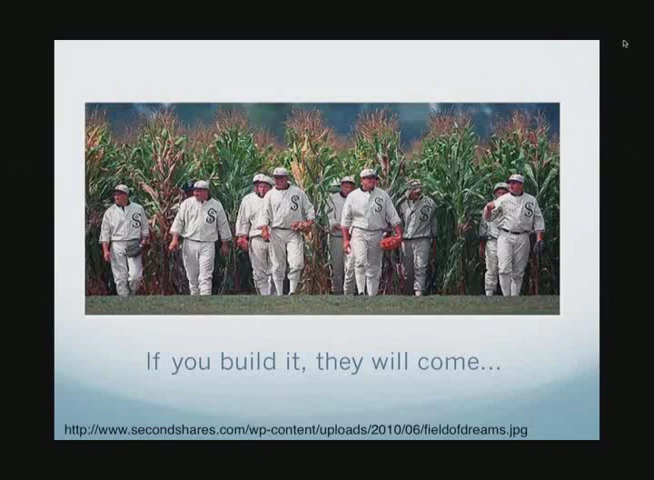 If you build it, they will come...
http://www.secondshares.com/wp-content/uploads/2010/06/fieldofdreams.jpg